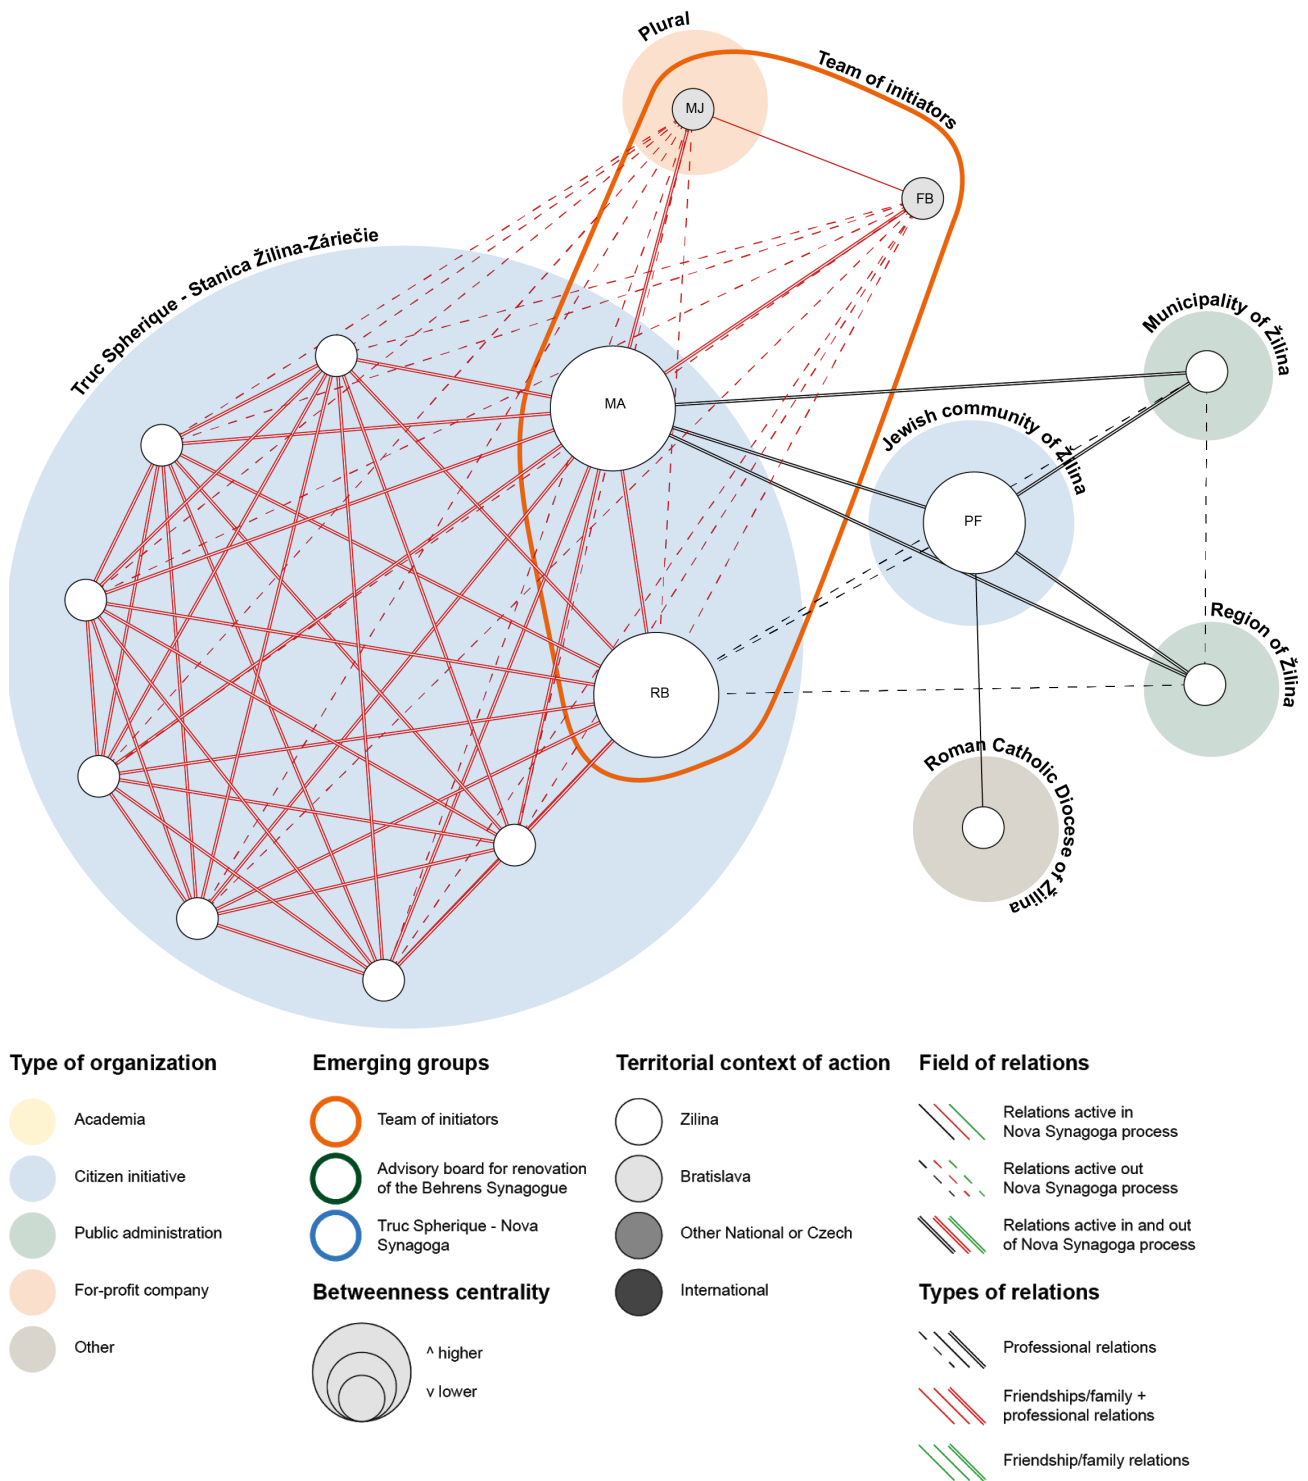 Plural
Team of initiators
MJ
FB
Truc Spherique - Stanica Žilina-Záriečie
Municipality of Žilina
MA
Jewish community of Žilina
PF
Region of Žilina
RB
Roman Catholic Diocese of Žilina
Type of organization
Academia
Citizen initiative
Public administration
For-profit company
Other
Emerging groups
Team of initiators
Advisory board for renovation
of the Behrens Synagogue
Truc Spherique - Nova
Synagoga
Betweenness centrality
^ higher
v lower
Territorial context of action
Zilina
Bratislava
Other National or Czech
International
Field of relations
Relations active in
Nova Synagoga process
Relations active out
Nova Synagoga process
Relations active in and out
of Nova Synagoga process
Types of relations
Professional relations
Friendships/family +
professional relations
Friendship/family relations